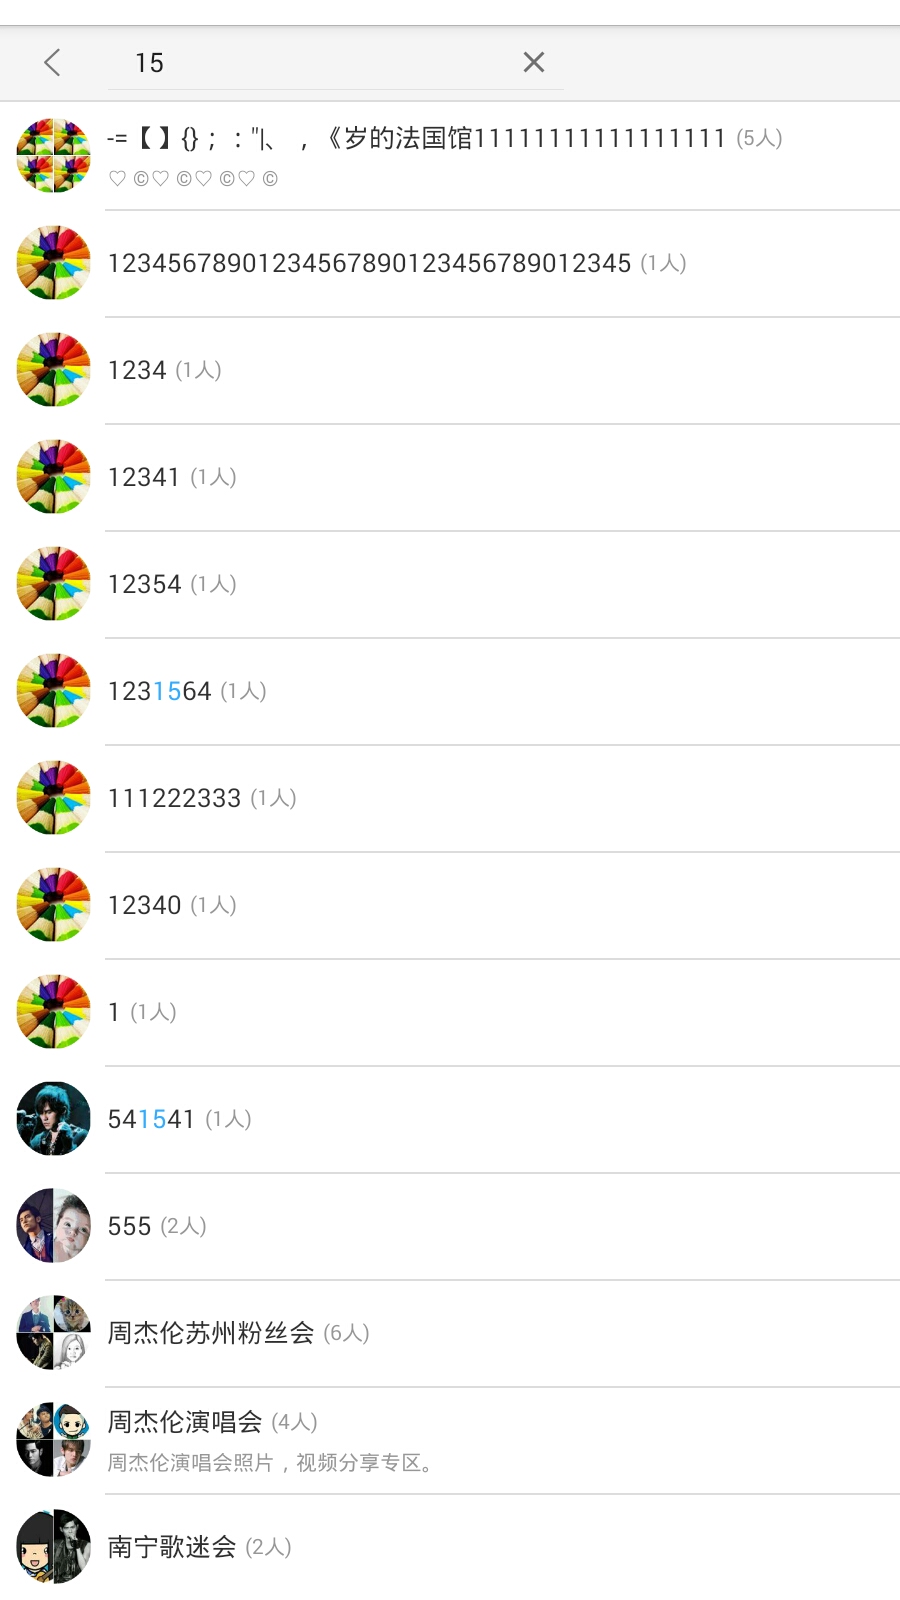 15
-=【】{}；："|、，《岁的法国馆11111111111111111 (5人)
♡ ©♡ ©♡ ©♡ ©
12345678901234567890123456789012345 (1人)
1234 (1人)
12341 (1人)
12354 (1人)
1231564 (1人)
111222333 (1人)
12340 (1人)
1 (1人)
541541 (1人)
555 (2人)
周杰伦苏州粉丝会 (6人)
周杰伦演唱会 (4人)
周杰伦演唱会照片，视频分享专区。
南宁歌迷会 (2人)